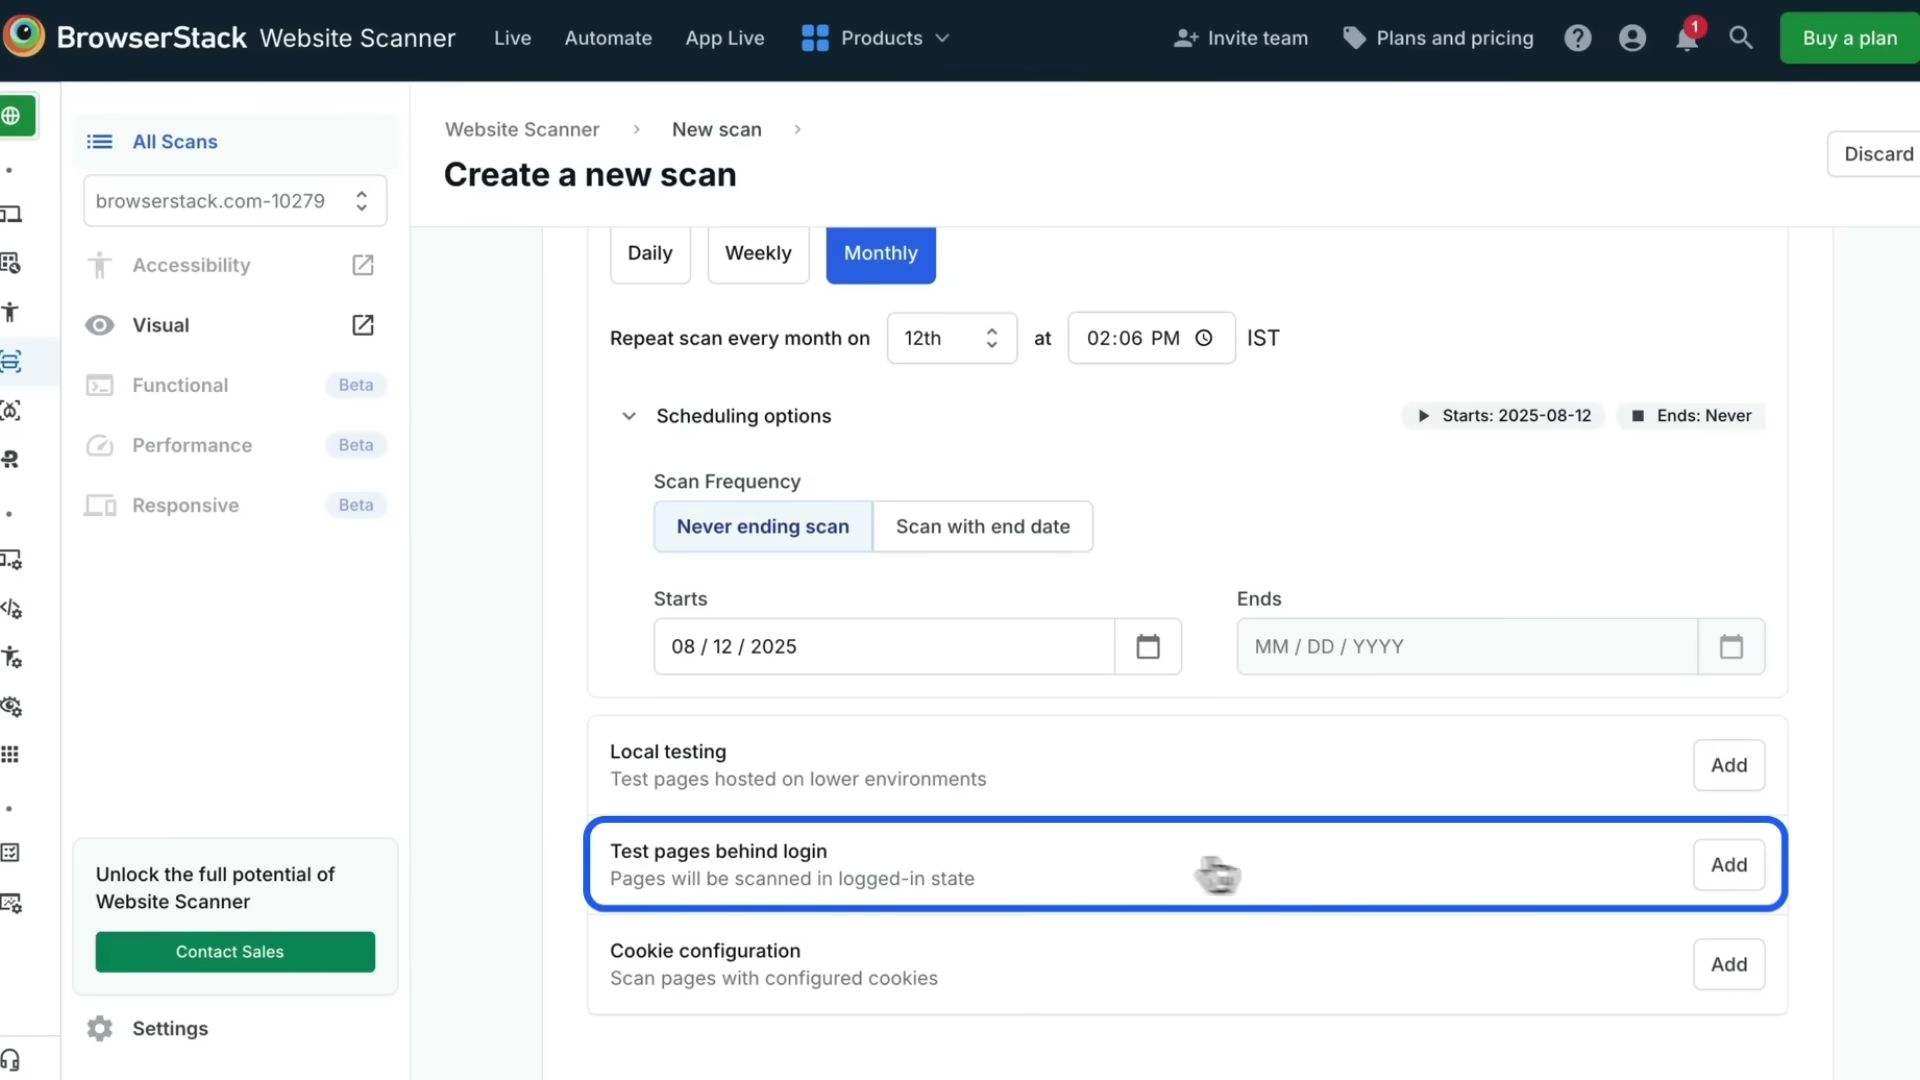 BrowserStack Website Scanner
Live
Automate
App Live
Products
Invite team
Plans and pricing
1
Buy a plan
All Scans
browserstack.com-10279
Accessibility
Visual
Functional
Beta
Performance
Beta
Responsive
Beta
Unlock the full potential of
Website Scanner
Contact Sales
Settings
Website Scanner
New scan
Create a new scan
Discard
Daily
Weekly
Monthly
Repeat scan every month on
12th
at
02:06 PM
IST
Scheduling options
Starts: 2025-08-12
Ends: Never
Scan Frequency
Never ending scan
Scan with end date
Starts
Ends
08 / 12 / 2025
MM / DD / YYYY
Local testing
Test pages hosted on lower environments
Add
Test pages behind login
Pages will be scanned in logged-in state
Add
Cookie configuration
Scan pages with configured cookies
Add